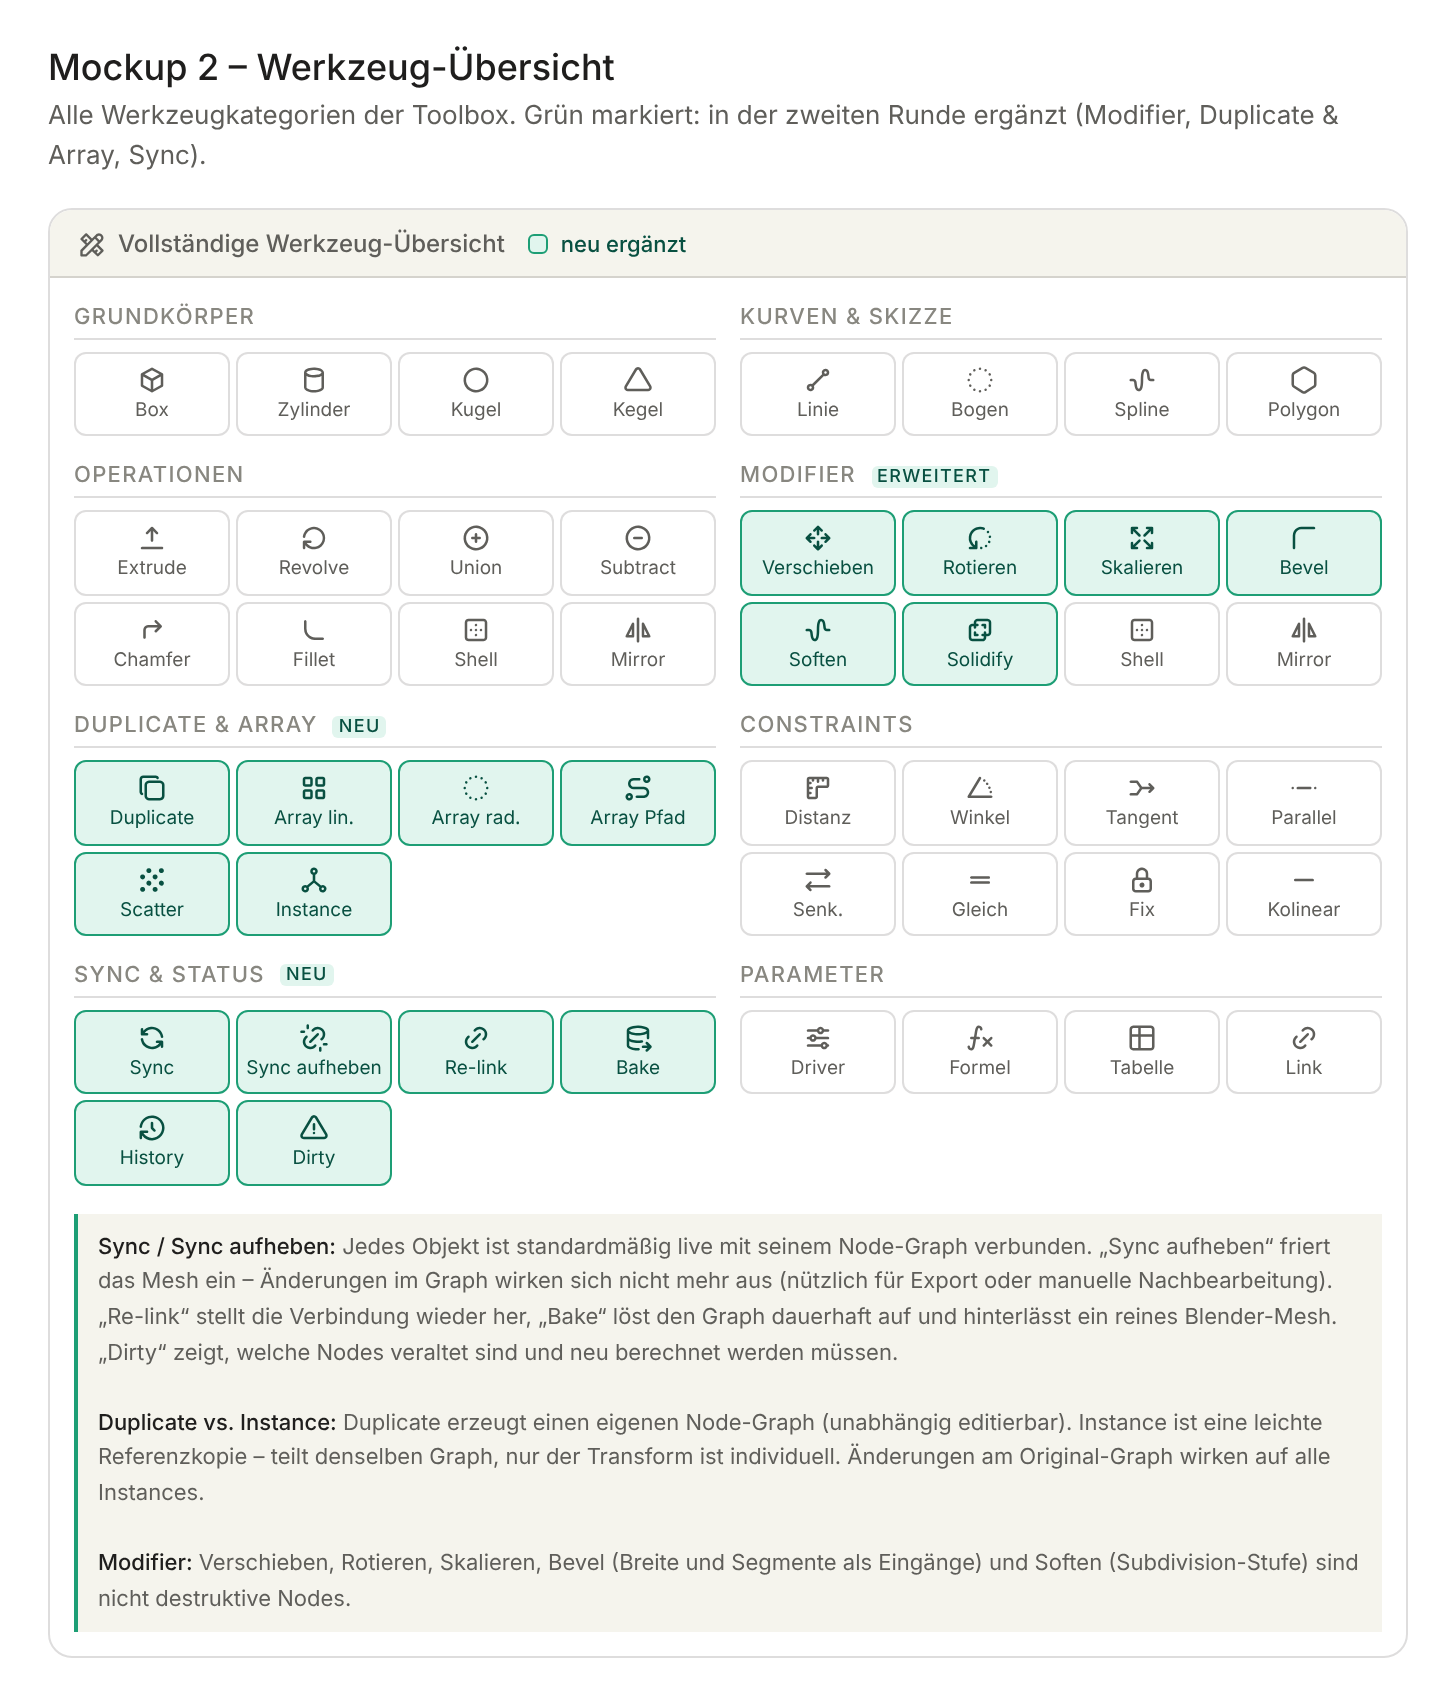 Mockup 2 – Werkzeug-Übersicht
Alle Werkzeugkategorien der Toolbox. Grün markiert: in der zweiten Runde ergänzt (Modifier, Duplicate &
Array, Sync).
Vollständige Werkzeug-Übersicht neu ergänzt
GRUNDKÖRPER
Box Zylinder Kugel Kegel
KURVEN & SKIZZE
Linie Bogen Spline Polygon
OPERATIONEN
Extrude Revolve Union Subtract
Chamfer Fillet Shell Mirror
MODIFIER ERWEITERT
Verschieben Rotieren Skalieren Bevel
Soften Solidify Shell Mirror
DUPLICATE & ARRAY NEU
Duplicate Array lin. Array rad. Array Pfad
Scatter Instance
CONSTRAINTS
Distanz Winkel Tangent Parallel
Senk. Gleich Fix Kolinear
SYNC & STATUS NEU
Sync Sync aufheben Re-link Bake
History Dirty
PARAMETER
Driver Formel Tabelle Link
Sync / Sync aufheben: Jedes Objekt ist standardmäßig live mit seinem Node-Graph verbunden. „Sync aufheben“ friert
das Mesh ein – Änderungen im Graph wirken sich nicht mehr aus (nützlich für Export oder manuelle Nachbearbeitung).
„Re-link“ stellt die Verbindung wieder her, „Bake“ löst den Graph dauerhaft auf und hinterlässt ein reines Blender-Mesh.
„Dirty“ zeigt, welche Nodes veraltet sind und neu berechnet werden müssen.
Duplicate vs. Instance: Duplicate erzeugt einen eigenen Node-Graph (unabhängig editierbar). Instance ist eine leichte
Referenzkopie – teilt denselben Graph, nur der Transform ist individuell. Änderungen am Original-Graph wirken auf alle
Instances.
Modifier: Verschieben, Rotieren, Skalieren, Bevel (Breite und Segmente als Eingänge) und Soften (Subdivision-Stufe) sind
nicht destruktive Nodes.